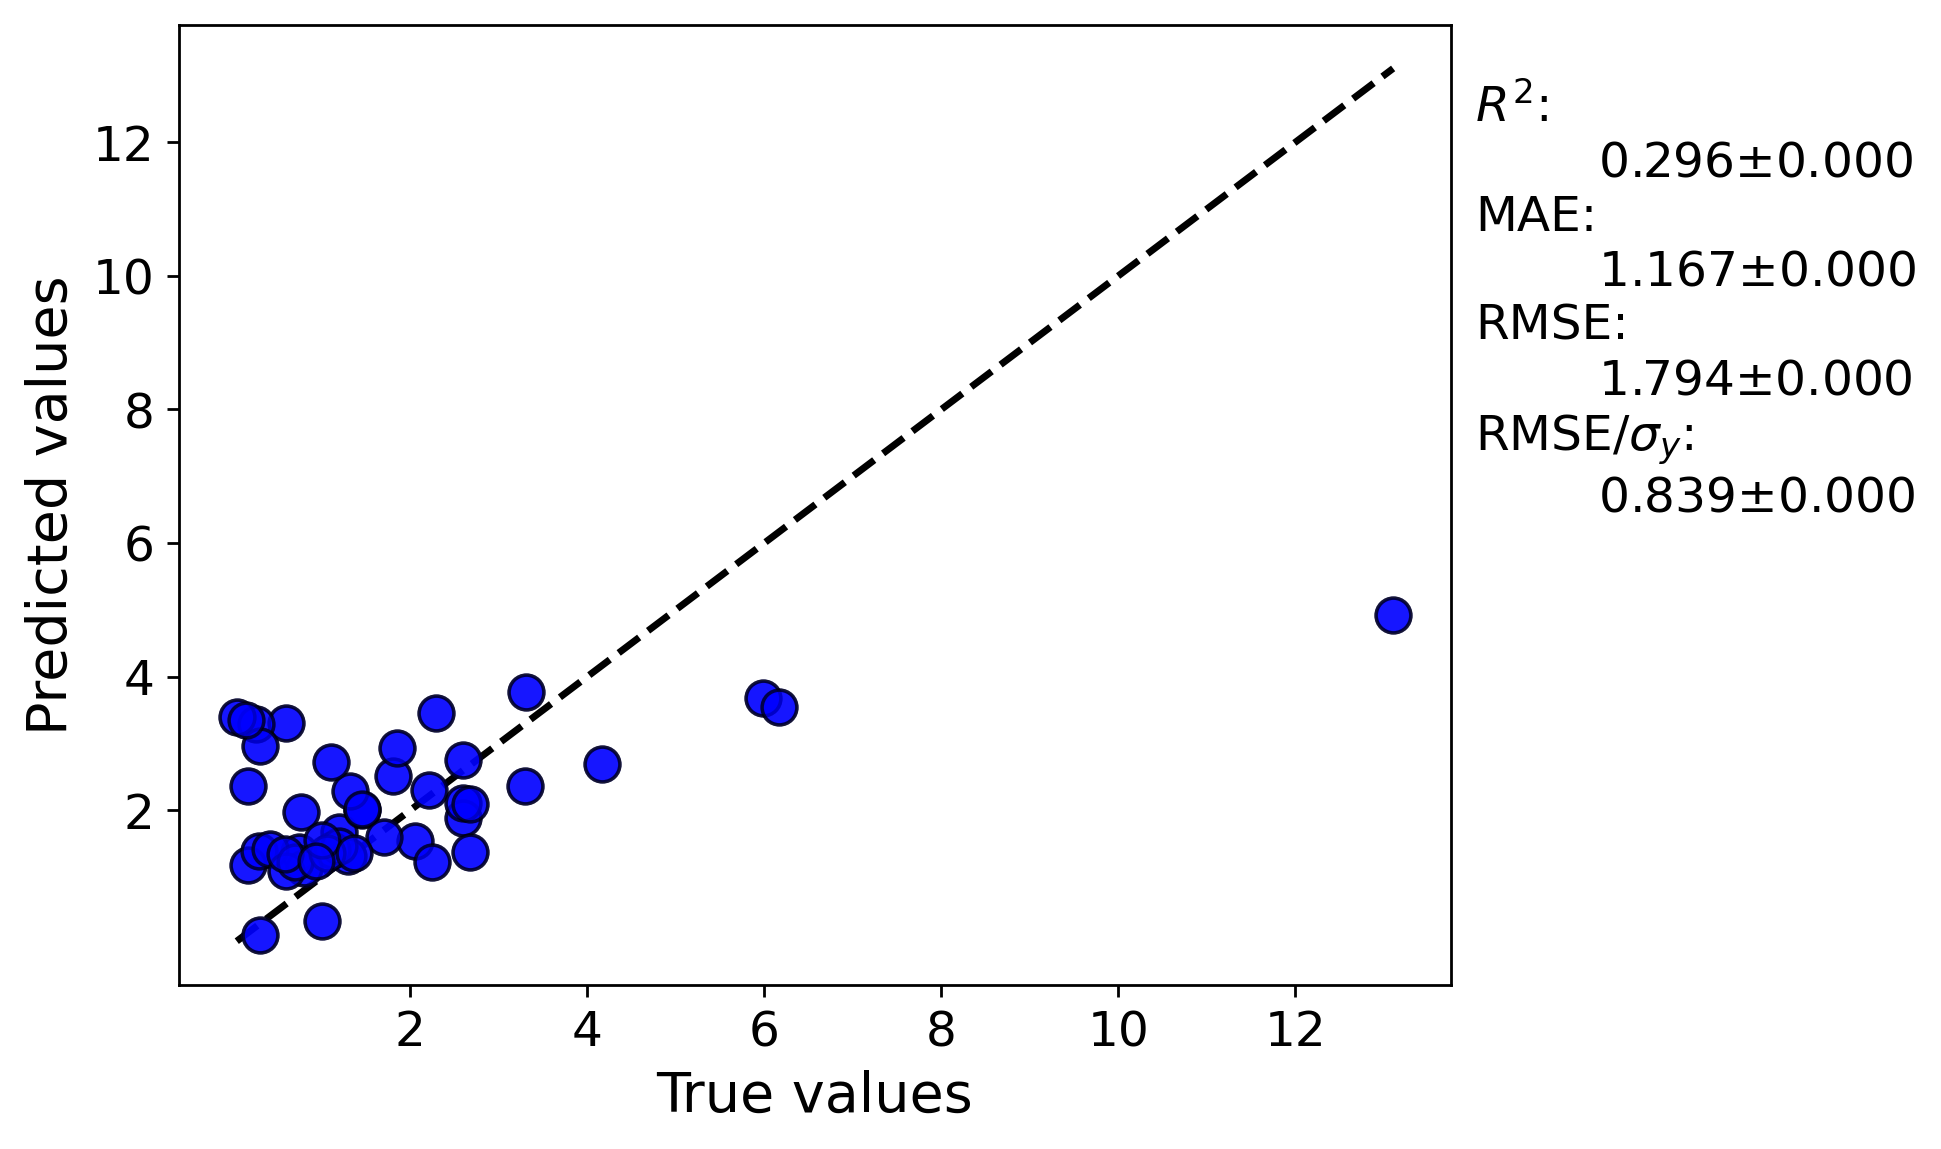 12
10
8
6
4
2
Predicted values
2 4 6 8 10 12
True values
R²:
0.296±0.000
MAE:
1.167±0.000
RMSE:
1.794±0.000
RMSE/σ_y:
0.839±0.000